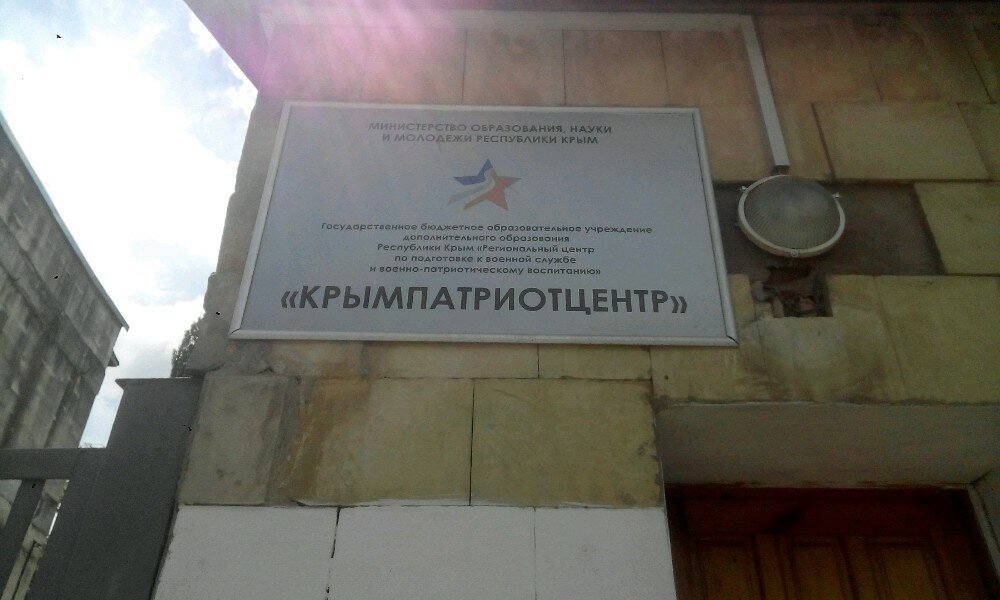 МИНИСТЕРСТВО ОБРАЗОВАНИЯ, НАУКИ
И МОЛОДЕЖИ РЕСПУБЛИКИ КРЫМ
Государственное бюджетное образовательное учреждение
дополнительного образования
Республики Крым «Региональный центр
по подготовке к военной службе
и военно-патриотическому воспитанию»
«КРЫМПАТРИОТЦЕНТР»